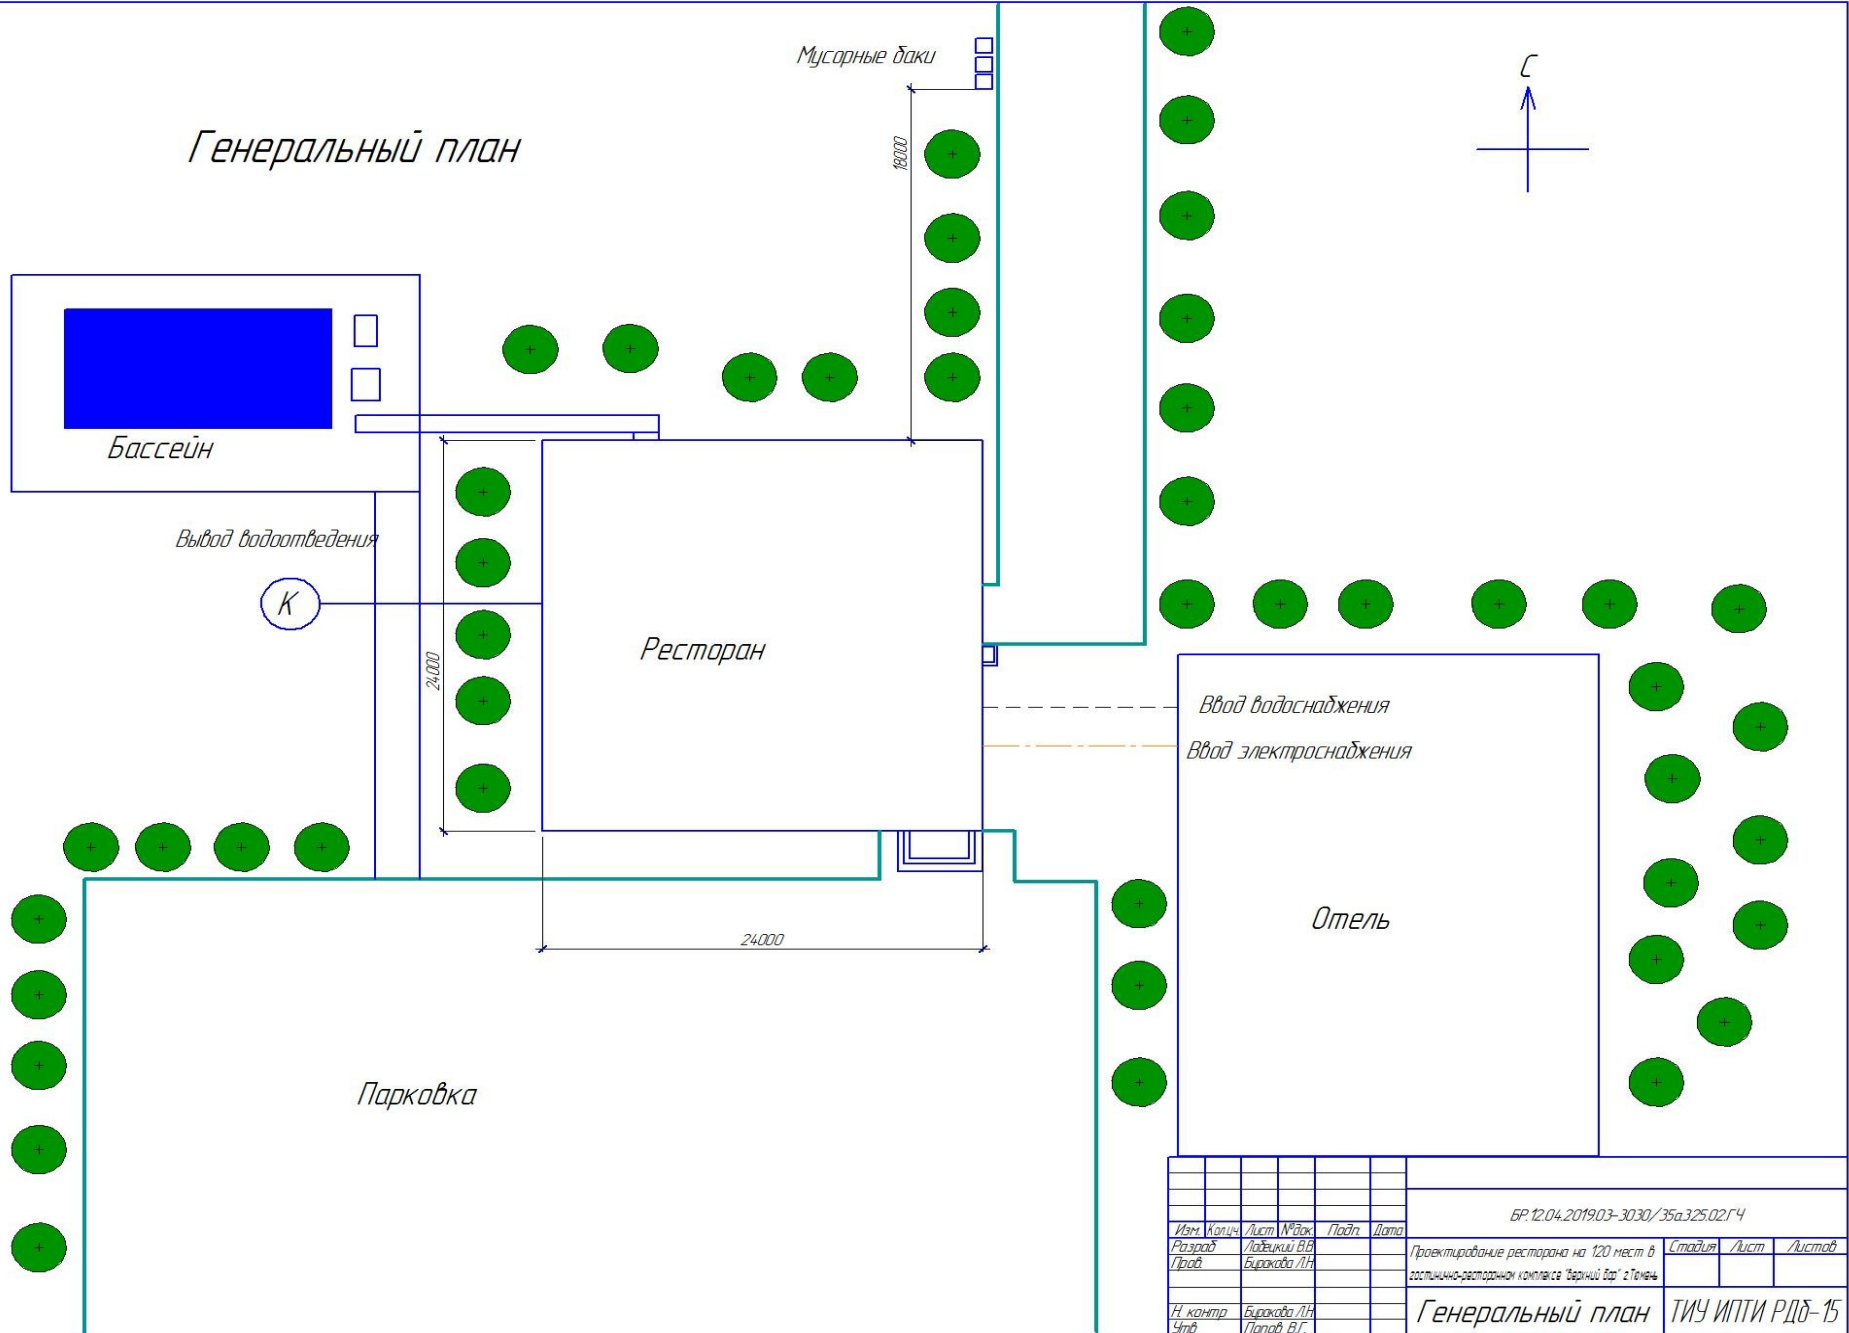 Мусорные баки
С
Генеральный план
18000
Бассейн
Вывод водоотведения
К
24000
Ресторан
Ввод водоснабжения
Ввод электроснабжения
Отель
24000
Парковка
БР.12.04.2019.03-3030/35а.325.02.ГЧ
Изм. Кол.уч. Лист №док. Подп. Дата
Разраб Лабецкий В.В.
Пров. Бурakова Л.Н
Проектирование ресторана на 120 мест в
гостинично-ресторанном комплексе "Верхний бор" г.Тюмень
Стадия Лист Листов
Н. контр Буракова Л.Н
Утв Попов В.Г.
Генеральный план
ТИУ ИПТИ РДб-15